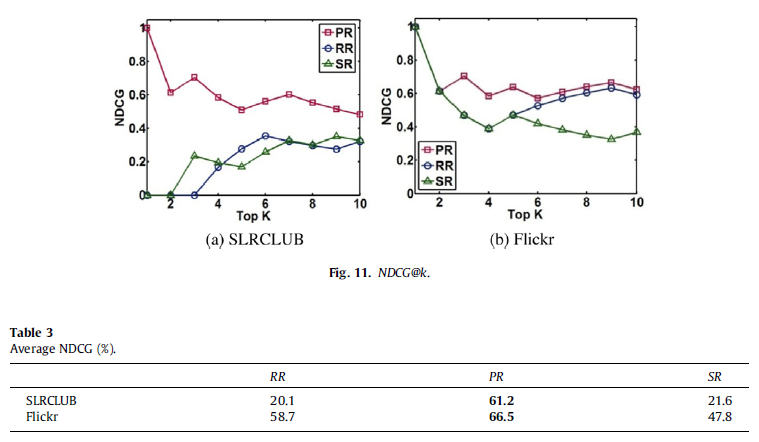 1
0.8
0.6
0.4
0.2
0
NDCG
2 4 6 8 10
Top K
PR
RR
SR
(a) SLRCLUB
1
0.8
0.6
0.4
0.2
0
NDCG
2 4 6 8 10
Top K
PR
RR
SR
(b) Flickr
Fig. 11. NDCG@k.
Table 3
Average NDCG (%).
RR PR SR
SLRCLUB 20.1 61.2 21.6
Flickr 58.7 66.5 47.8